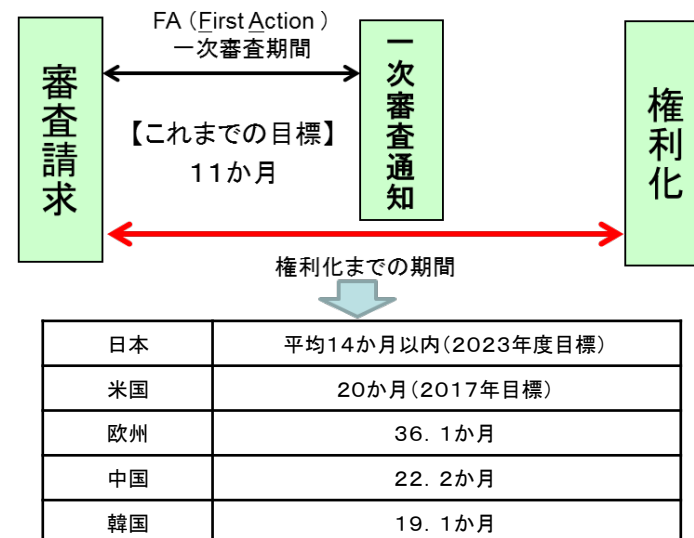 FA（First Action）
一次審査期間
審査請求
一次審査通知
権利化
【これまでの目標】
11か月
権利化までの期間
日本 平均14か月以内（2023年度目標）
米国 20か月（2017年目標）
欧州 36．1か月
中国 22．2か月
韓国 19．1か月